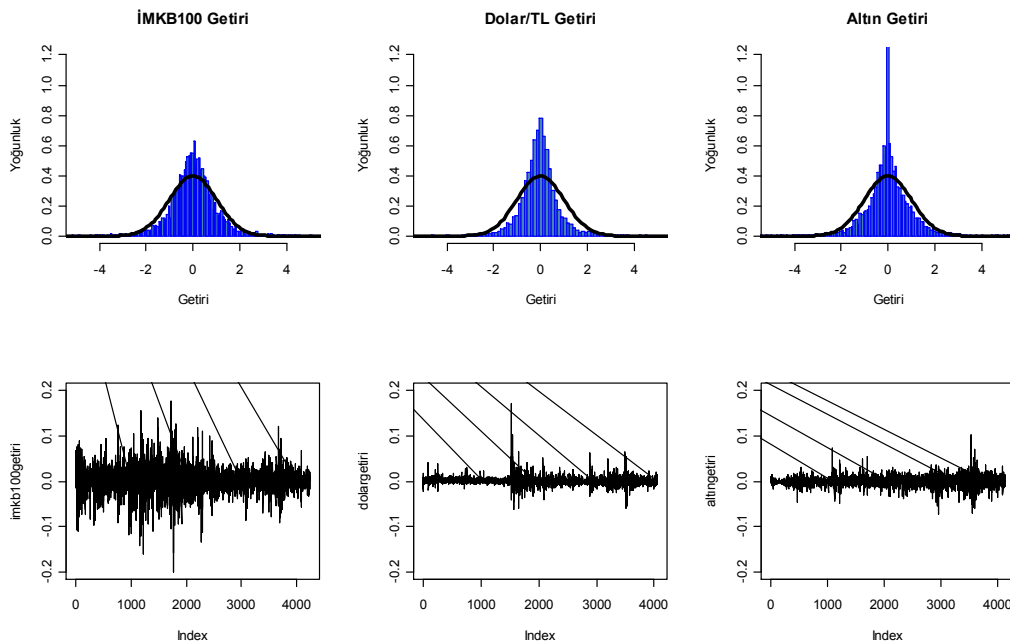 İMKB100 Getiri
Yoğunluk
0.0 0.2 0.4 0.6 0.8 1.0 1.2
-4 -2 0 2 4
Getiri
Dolar/TL Getiri
Yoğunluk
0.0 0.2 0.4 0.6 0.8 1.0 1.2
-4 -2 0 2 4
Getiri
Altın Getiri
Yoğunluk
0.0 0.2 0.4 0.6 0.8 1.0 1.2
-4 -2 0 2 4
Getiri
imkb100getiri
-0.2 -0.1 0.0 0.1 0.2
0 1000 2000 3000 4000
Index
dolargetiri
-0.2 -0.1 0.0 0.1 0.2
0 1000 2000 3000 4000
Index
altıngetiri
-0.2 -0.1 0.0 0.1 0.2
0 1000 2000 3000 4000
Index